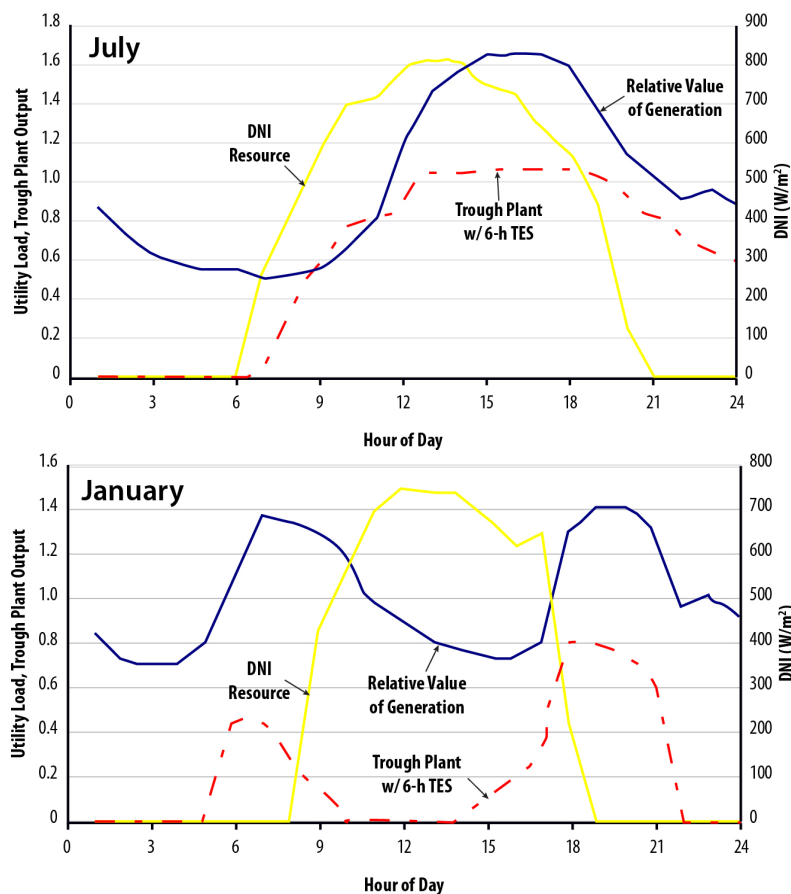 July
1.8
1.6
1.4
1.2
1.0
0.8
0.6
0.4
0.2
0
Utility Load, Trough Plant Output
900
800
700
600
500
400
300
200
100
0
DNI (W/m²)
DNI
Resource
Relative Value
of Generation
Trough Plant
w/ 6-h TES
0 3 6 9 12 15 18 21 24
Hour of Day
January
1.6
1.4
1.2
1.0
0.8
0.6
0.4
0.2
0
Utility Load, Trough Plant Output
800
700
600
500
400
300
200
100
0
DNI (W/m²)
DNI
Resource
Relative Value
of Generation
Trough Plant
w/ 6-h TES
0 3 6 9 12 15 18 21 24
Hour of Day